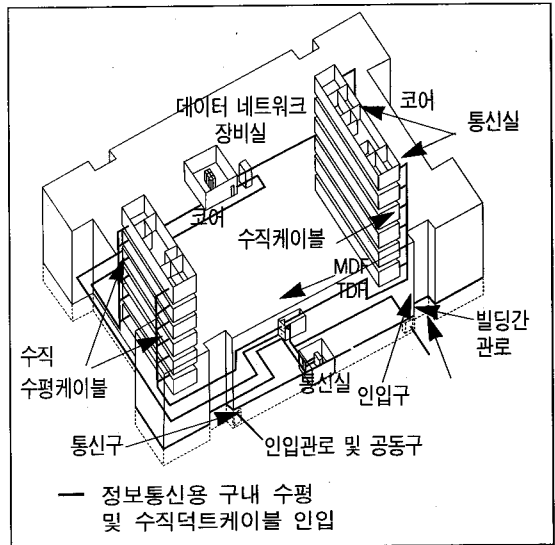 데이터 네트워크
장비실
코어
통신실
코어
수직케이블
MDF
TDF
빌딩간
관로
수직
수평케이블
통신실
인입구
통신구
인입관로 및 공동구
정보통신용 구내 수평
및 수직덕트케이블 인입